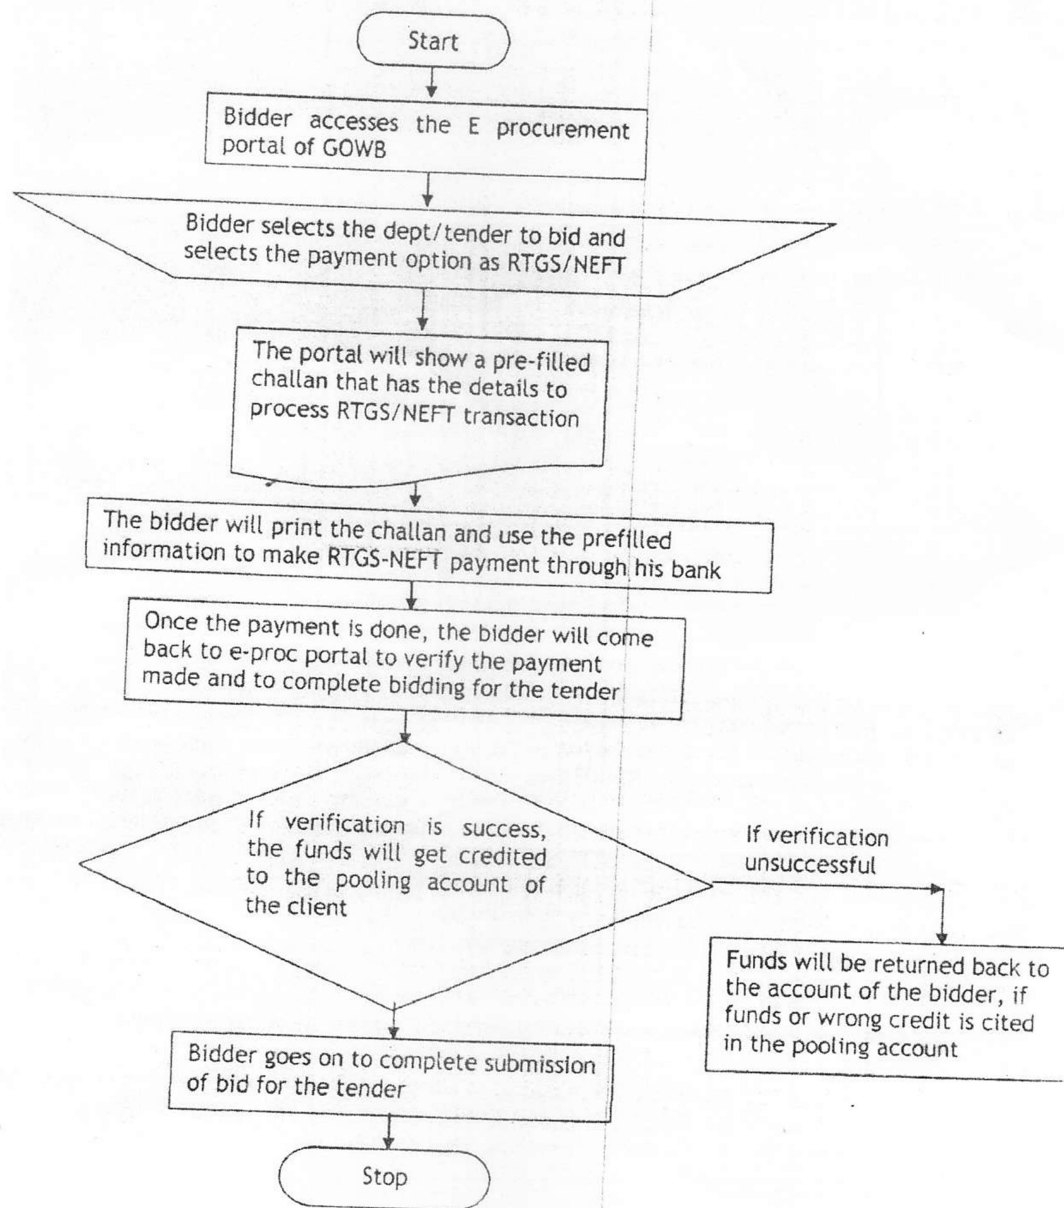 Start
Bidder accesses the E procurement
portal of GOWB
Bidder selects the dept/tender to bid and
selects the payment option as RTGS/NEFT
The portal will show a pre-filled
challan that has the details to
process RTGS/NEFT transaction
The bidder will print the challan and use the prefilled
information to make RTGS-NEFT payment through his bank
Once the payment is done, the bidder will come
back to e-proc portal to verify the payment
made and to complete bidding for the tender
If verification is success,
the funds will get credited
to the pooling account of
the client
If verification
unsuccessful
Funds will be returned back to
the account of the bidder, if
funds or wrong credit is cited
in the pooling account
Bidder goes on to complete submission
of bid for the tender
Stop